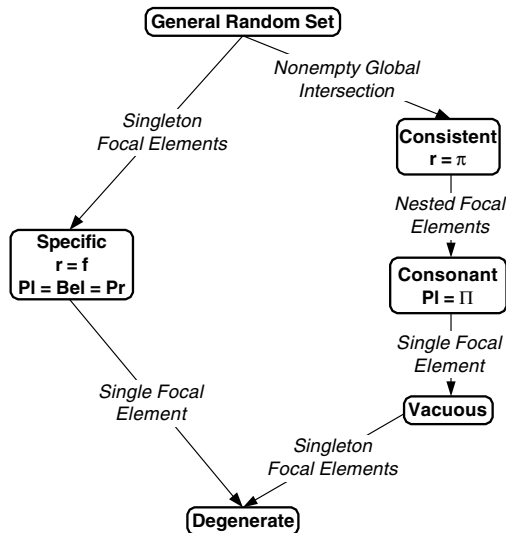 General Random Set
Nonempty Global
Intersection
Singleton
Focal Elements
Consistent
r = π
Nested Focal
Elements
Specific
r = f
Pl = Bel = Pr
Consonant
Pl = Π
Single Focal
Element
Single Focal
Element
Vacuous
Singleton
Focal Elements
Degenerate